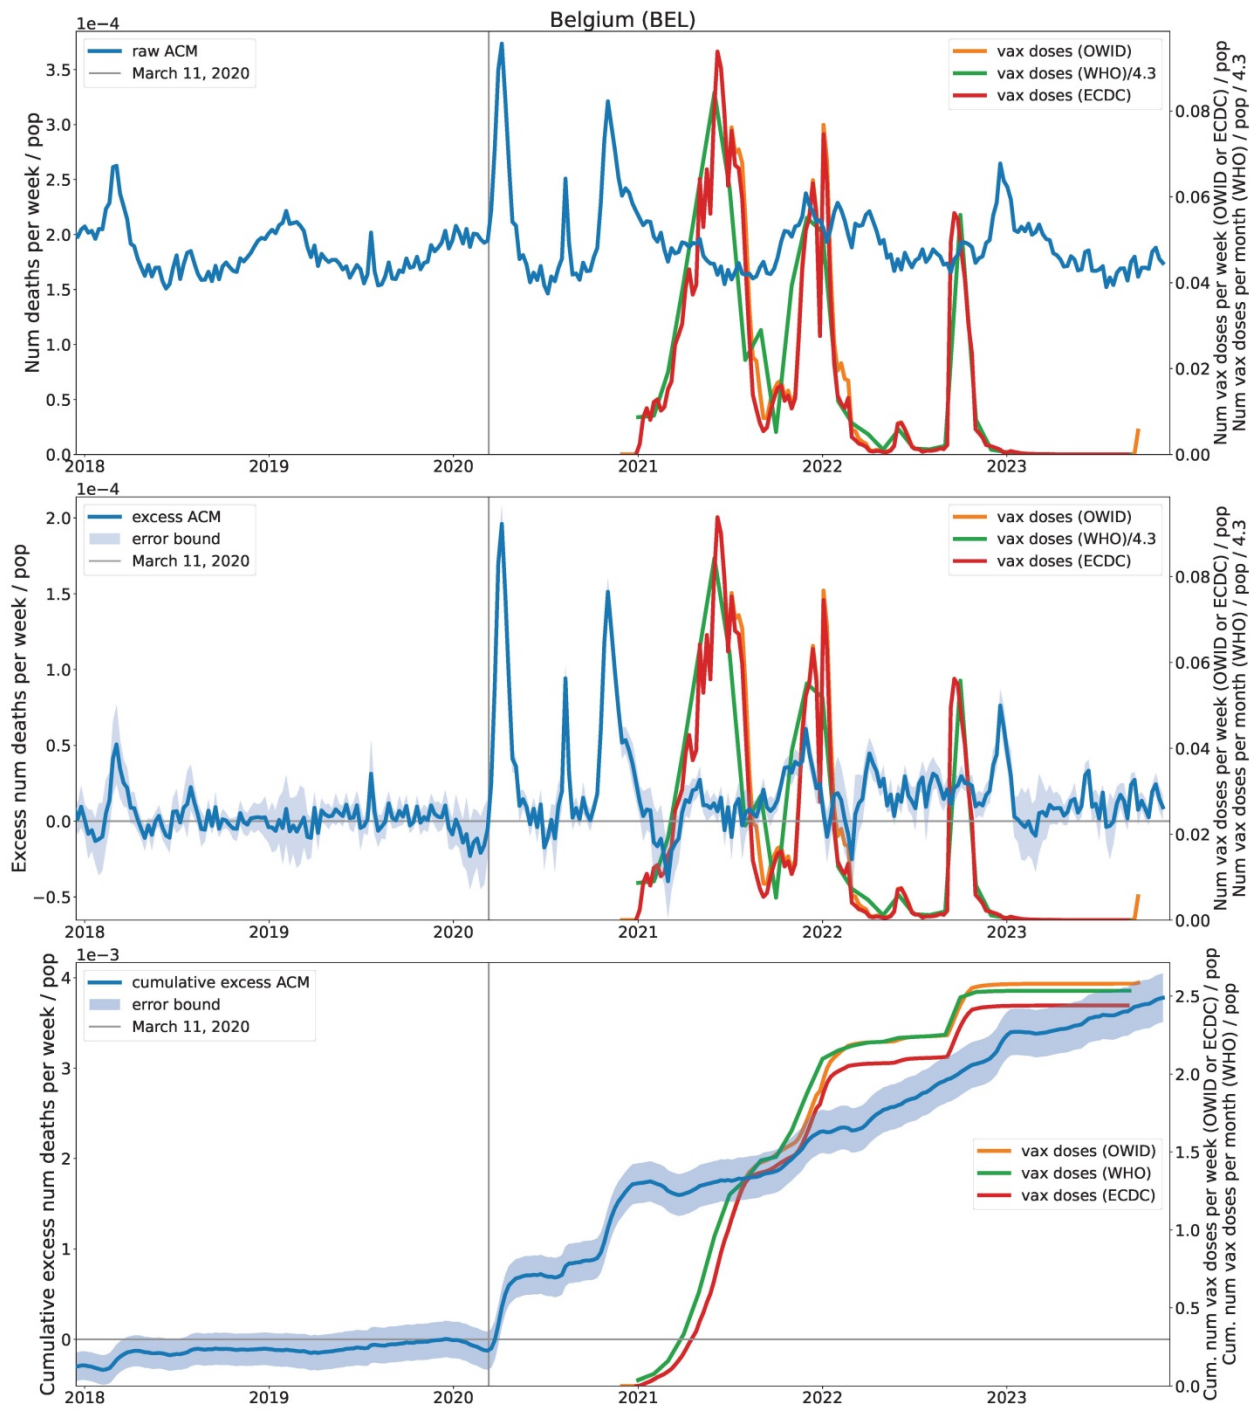 Belgium (BEL)
1e−4
raw ACM
March 11, 2020
vax doses (OWID)
vax doses (WHO)/4.3
vax doses (ECDC)
Num deaths per week / pop
3.5
3.0
2.5
2.0
1.5
1.0
0.5
0.0
0.08
0.06
0.04
0.02
0.00
Num vax doses per week (OWID or ECDC) / pop
Num vax doses per month (WHO) / pop / 4.3
2018 2019 2020 2021 2022 2023
1e−4
excess ACM
error bound
March 11, 2020
vax doses (OWID)
vax doses (WHO)/4.3
vax doses (ECDC)
Excess num deaths per week / pop
2.0
1.5
1.0
0.5
0.0
−0.5
0.08
0.06
0.04
0.02
0.00
Num vax doses per week (OWID or ECDC) / pop
Num vax doses per month (WHO) / pop / 4.3
2018 2019 2020 2021 2022 2023
1e−3
cumulative excess ACM
error bound
March 11, 2020
vax doses (OWID)
vax doses (WHO)
vax doses (ECDC)
Cumulative excess num deaths per week / pop
4
3
2
1
0
2.5
2.0
1.5
1.0
0.5
0.0
Cum. num vax doses per week (OWID or ECDC) / pop
Cum. num vax doses per month (WHO) / pop
2018 2019 2020 2021 2022 2023